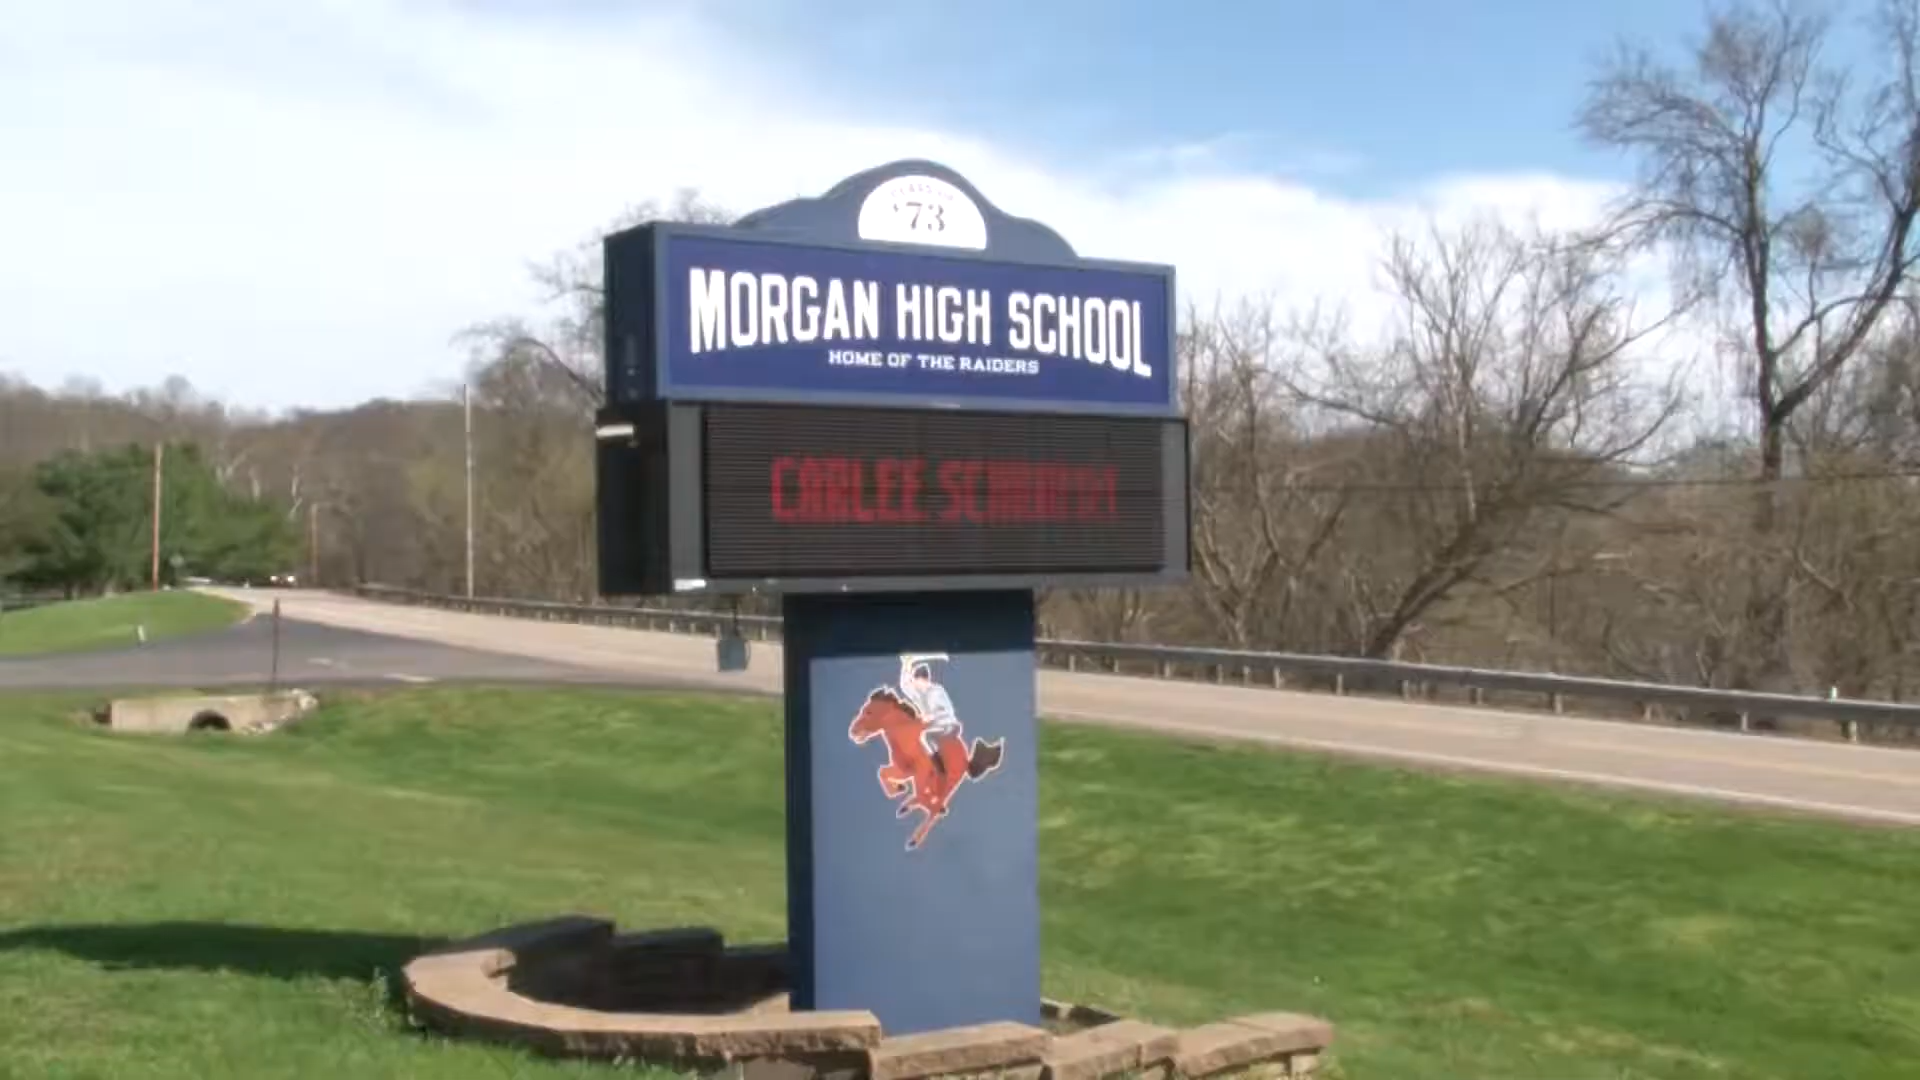 '73
MORGAN HIGH SCHOOL
HOME OF THE RAIDERS
CARLEE